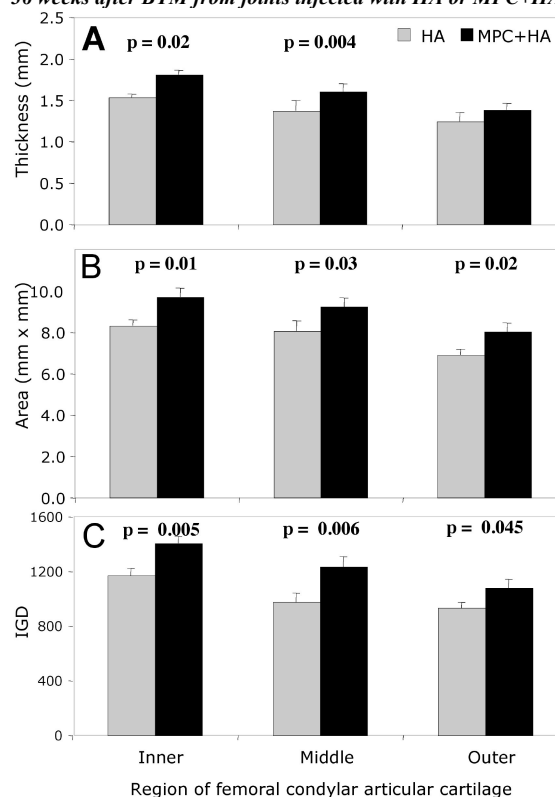 36 weeks after BTM from joints injected with HA or MPC+HA
A
p = 0.02 p = 0.004
HA MPC+HA
Thickness (mm)
2.5
2.0
1.5
1.0
0.5
0.0
B
p = 0.01 p = 0.03 p = 0.02
Area (mm x mm)
10.0
8.0
6.0
4.0
2.0
0.0
C
p = 0.005 p = 0.006 p = 0.045
IGD
1600
1200
800
400
0
Inner Middle Outer
Region of femoral condylar articular cartilage